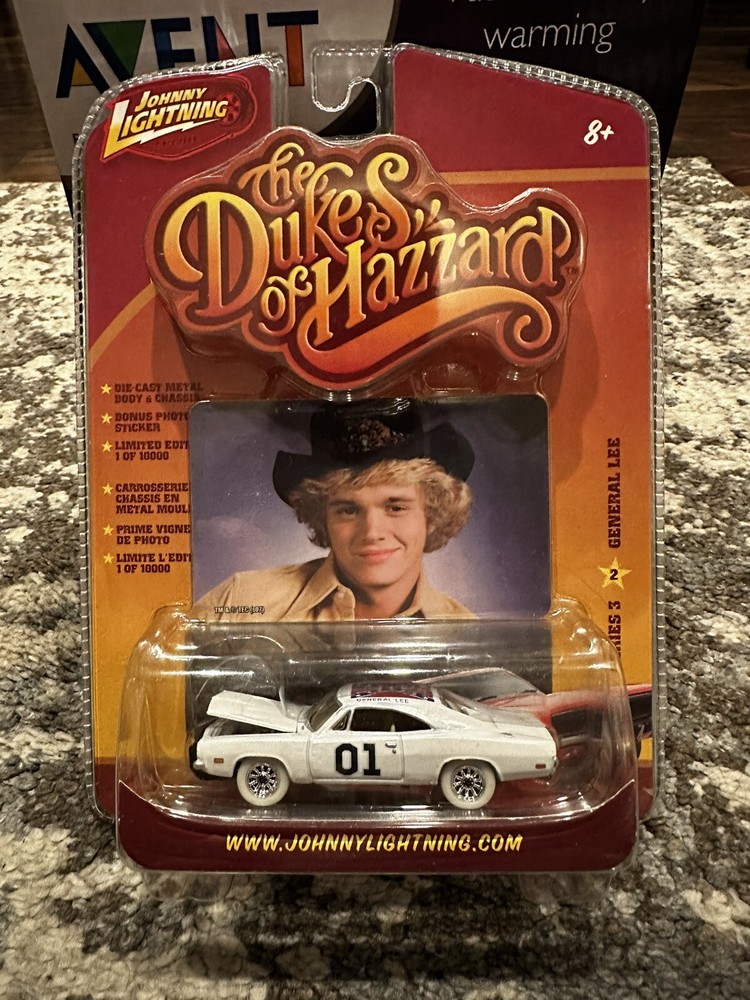 AVENT
warming
JOHNNY
LIGHTNING
8+
The
Dukes
of Hazzard
TM
DIE-CAST METAL
BODY & CHASSIS
BONUS PHOTO
STICKER
LIMITED EDIT
1 OF 10000
CARROSSERIE
CHASSIS EN
METAL MOUL
PRIME VIGNE
DE PHOTO
LIMITE L'EDIT
1 OF 10000
GENERAL LEE
2
RIES 3
GENERAL LEE
01
WWW.JOHNNYLIGHTNING.COM